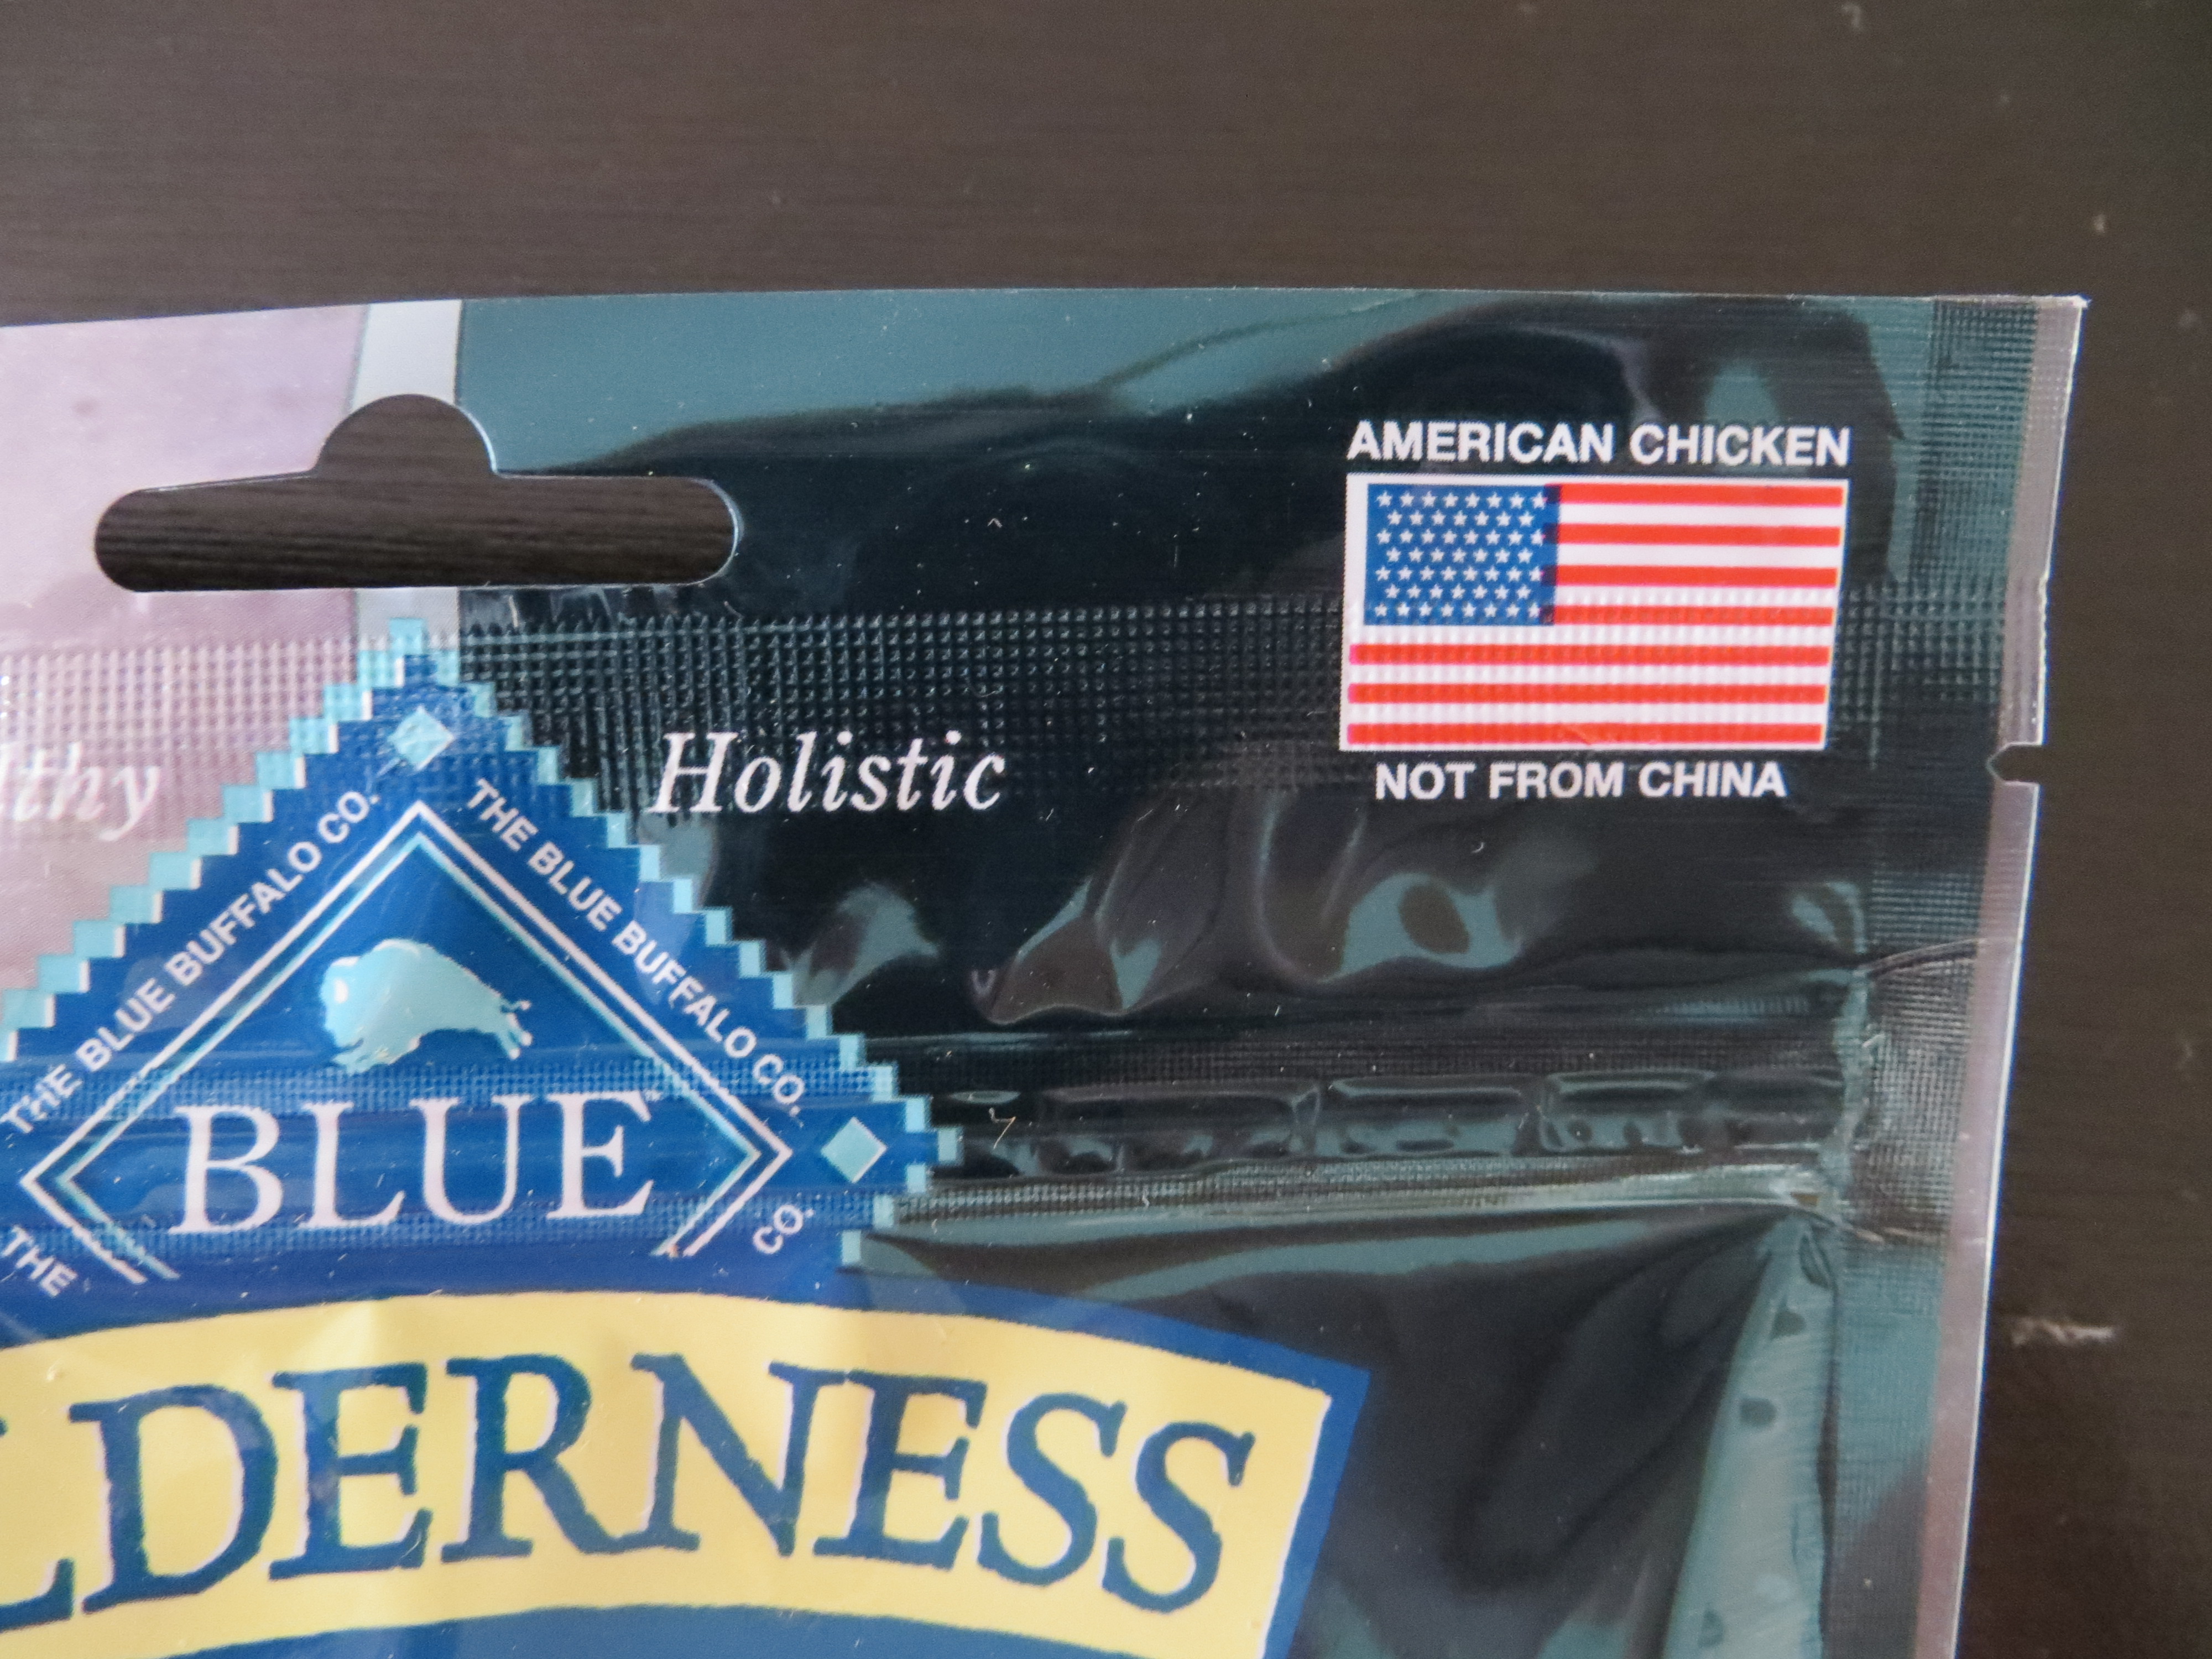 AMERICAN CHICKEN
NOT FROM CHINA
thy
Holistic
THE BLUE BUFFALO CO.
THE BLUE BUFFALO CO.
BLUE
THE
CO.
LDERNESS